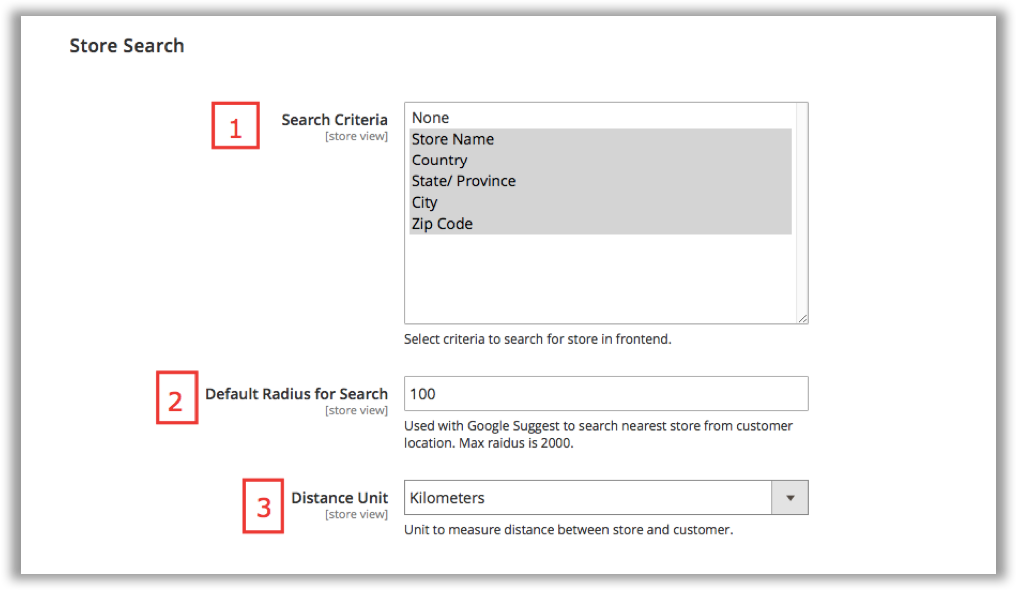 Store Search
1
Search Criteria
[store view]
None
Store Name
Country
State/ Province
City
Zip Code
Select criteria to search for store in frontend.
2
Default Radius for Search
[store view]
100
Used with Google Suggest to search nearest store from customer
location. Max raidus is 2000.
3
Distance Unit
[store view]
Kilometers
Unit to measure distance between store and customer.